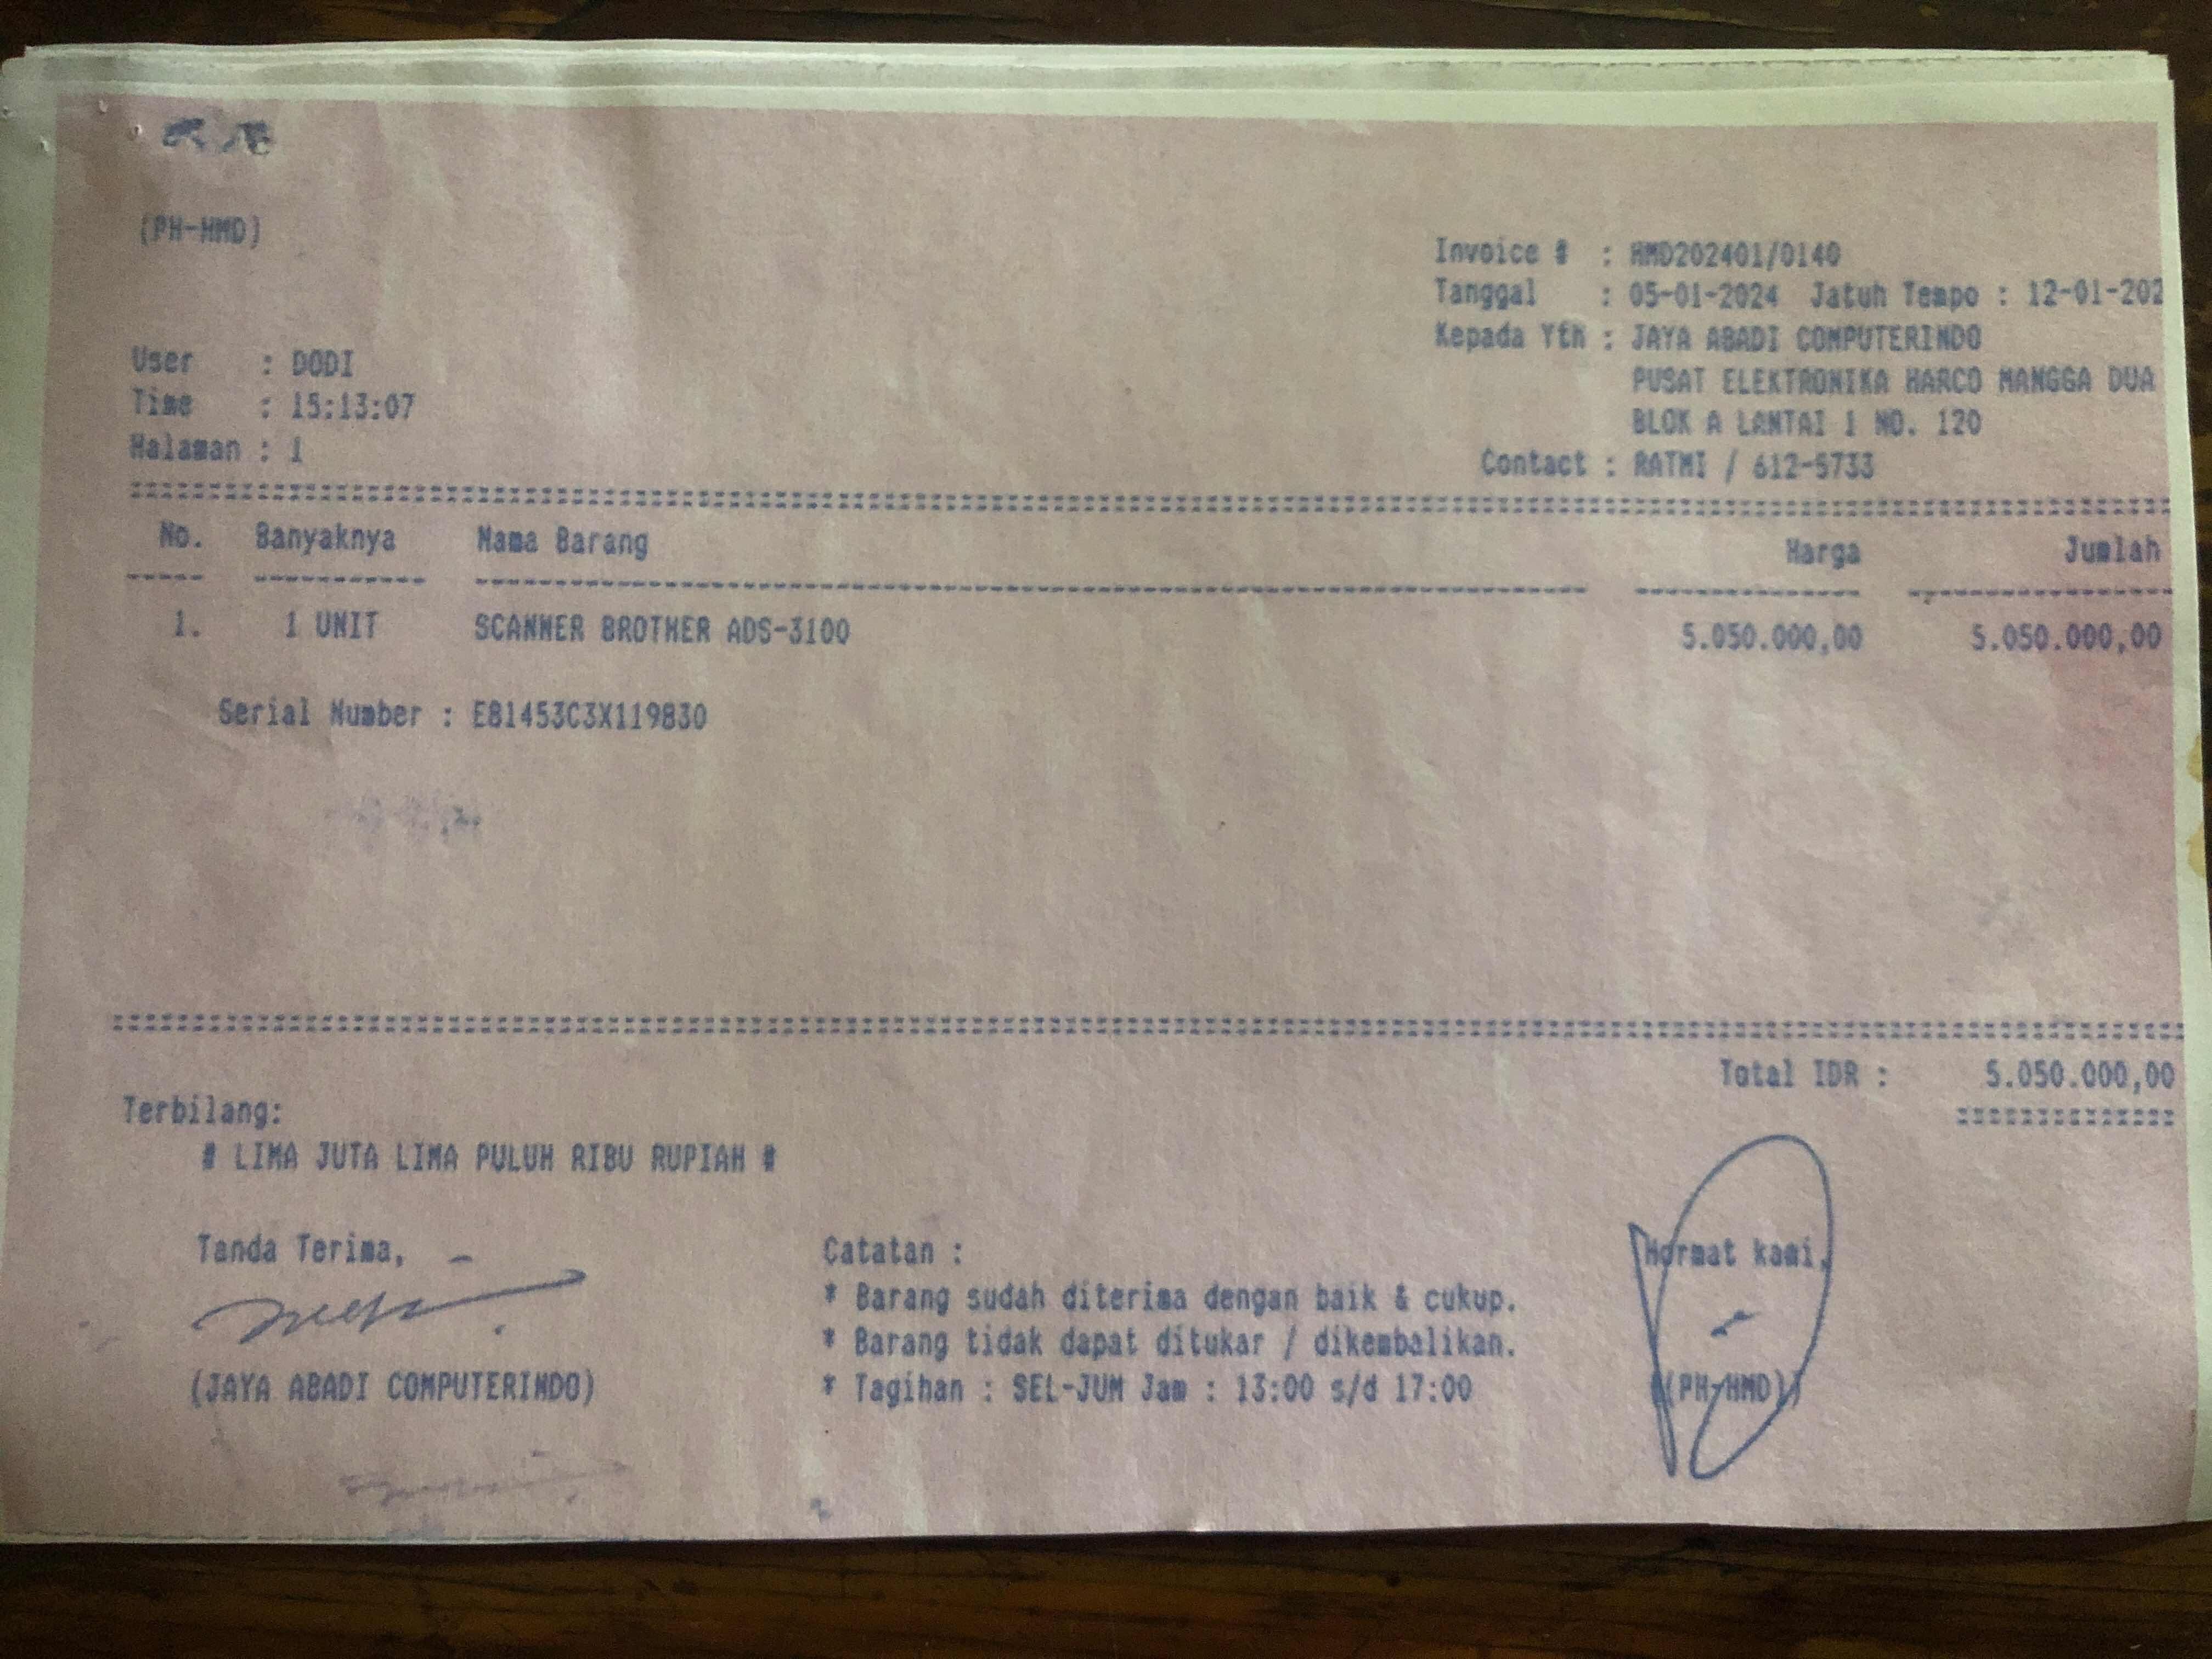 (PH-HMD)
Invoice # : HMD202401/0140
Tanggal : 05-01-2024 Jatuh Tempo : 12-01-202
Kepada Yth : JAYA ABADI COMPUTERINDO
PUSAT ELEKTRONIKA HARCO MANGGA DUA
BLOK A LANTAI 1 NO. 120
Contact : RATMI / 612-5733
User : DODI
Time : 15:13:07
Halaman : 1
No. Banyaknya Nama Barang Harga Jumlah
1. 1 UNIT SCANNER BROTHER ADS-3100 5.050.000,00 5.050.000,00
Serial Number : E81453C3X119830
Total IDR : 5.050.000,00
Terbilang:
# LIMA JUTA LIMA PULUH RIBU RUPIAH #
Tanda Terima,
(JAYA ABADI COMPUTERINDO)
Catatan :
* Barang sudah diterima dengan baik & cukup.
* Barang tidak dapat ditukar / dikembalikan.
* Tagihan : SEL-JUM Jam : 13:00 s/d 17:00
Hormat kami,
(PH-HMD)